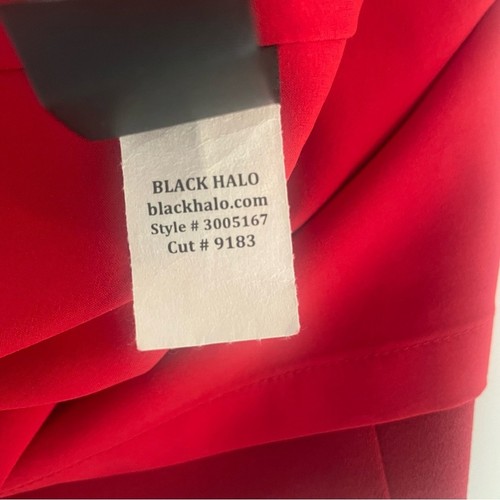 BLACK HALO
blackhalo.com
Style # 3005167
Cut # 9183